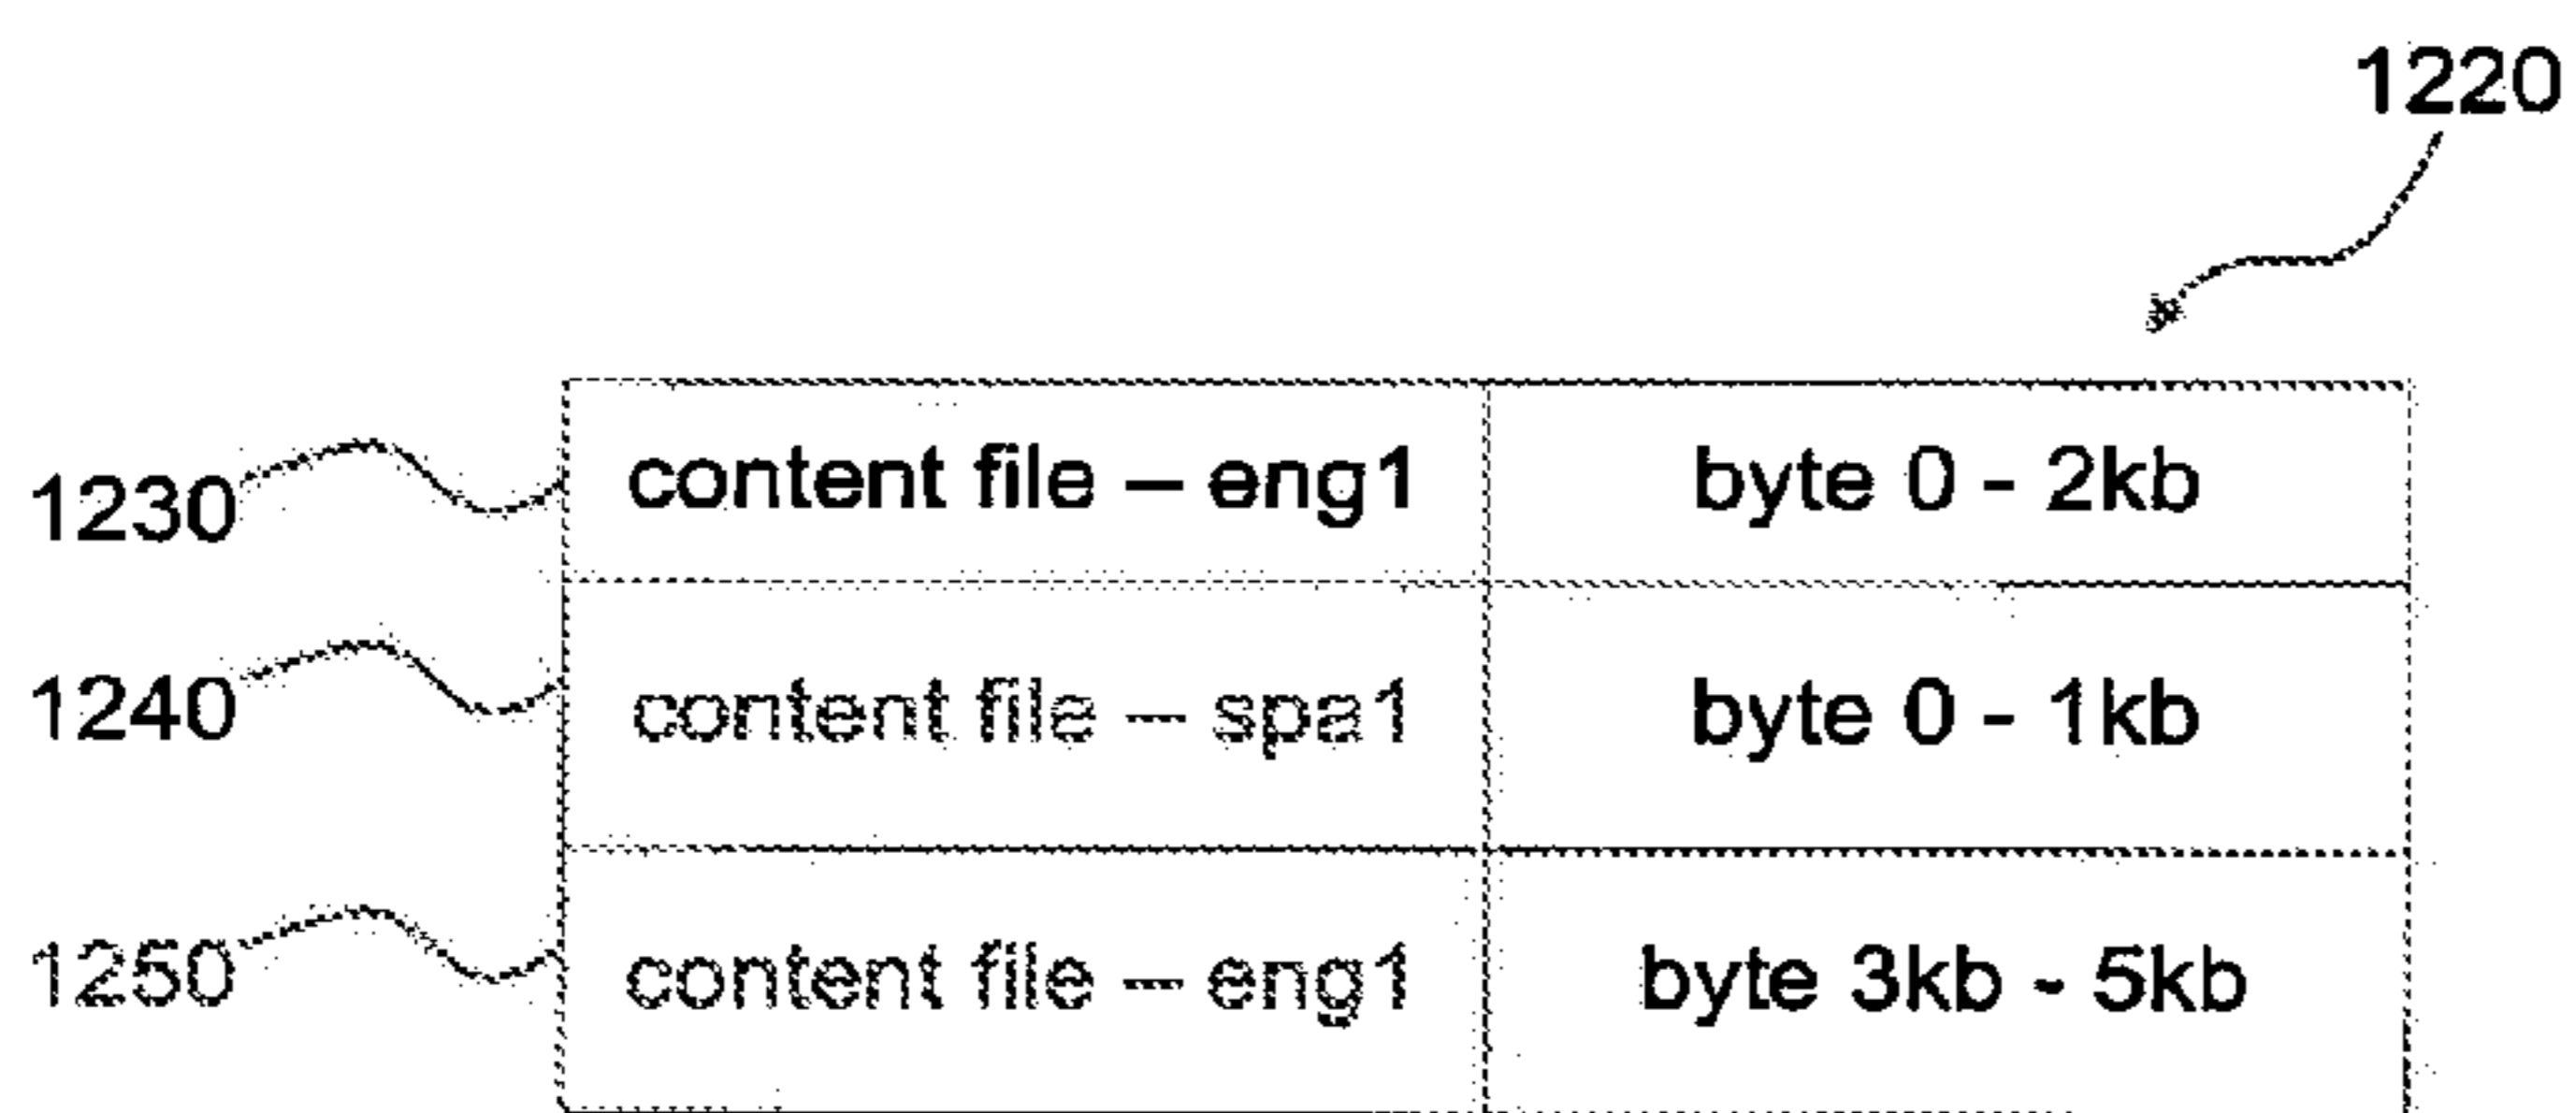 1220
1230 content file – eng1 byte 0 - 2kb
1240 content file – spa1 byte 0 - 1kb
1250 content file – eng1 byte 3kb - 5kb